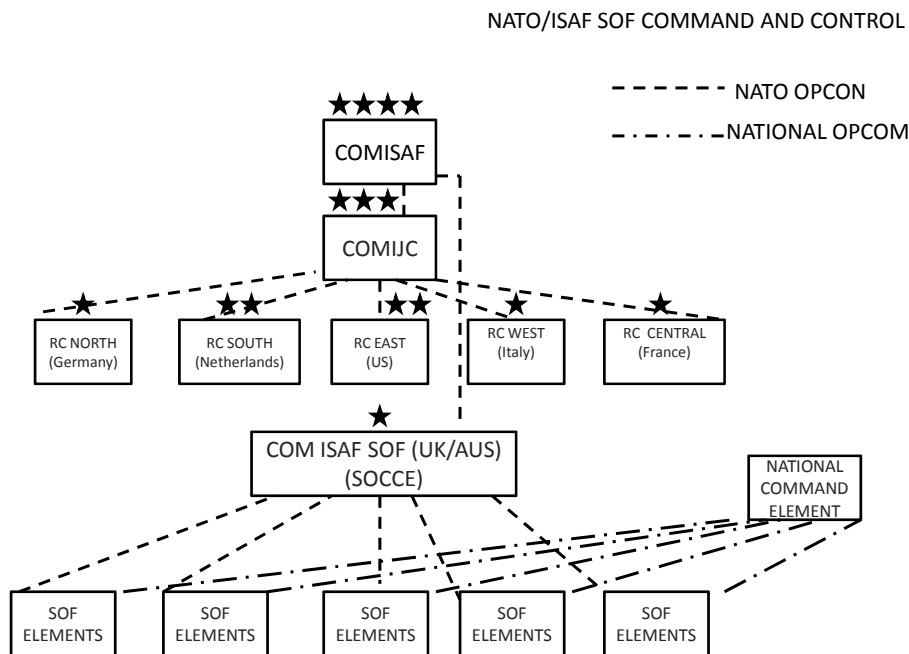 NATO/ISAF SOF COMMAND AND CONTROL
NATO OPCON
NATIONAL OPCOM
COMISAF
COMIJC
RC NORTH
(Germany)
RC SOUTH
(Netherlands)
RC EAST
(US)
RC WEST
(Italy)
RC CENTRAL
(France)
COM ISAF SOF (UK/AUS)
(SOCCE)
NATIONAL
COMMAND
ELEMENT
SOF
ELEMENTS
SOF
ELEMENTS
SOF
ELEMENTS
SOF
ELEMENTS
SOF
ELEMENTS